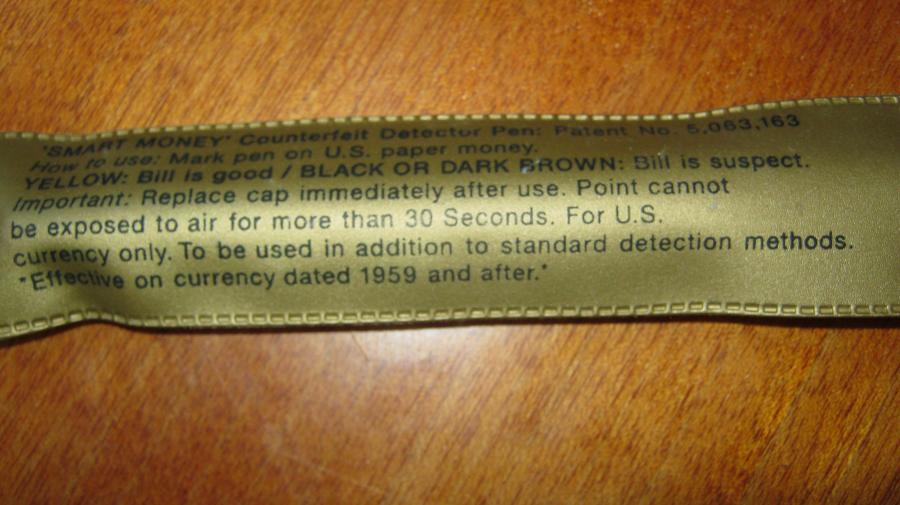 "SMART MONEY" Counterfeit Detector Pen: Patent No. 5,063,163
How to use: Mark pen on U.S. paper money.
YELLOW: Bill is good / BLACK OR DARK BROWN: Bill is suspect.
Important: Replace cap immediately after use. Point cannot
be exposed to air for more than 30 Seconds. For U.S.
currency only. To be used in addition to standard detection methods.
"Effective on currency dated 1959 and after."